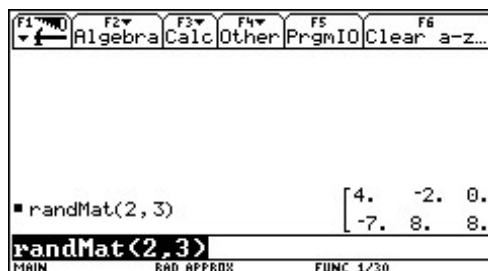 F1 F2 F3 F4 F5 F6
Algebra Calc Other PrgmIO Clear a-z…
randMat(2,3) [4. -2. 0.
-7. 8. 8.
randMat(2,3)
MAIN RAD APPROX FUNC 1/30